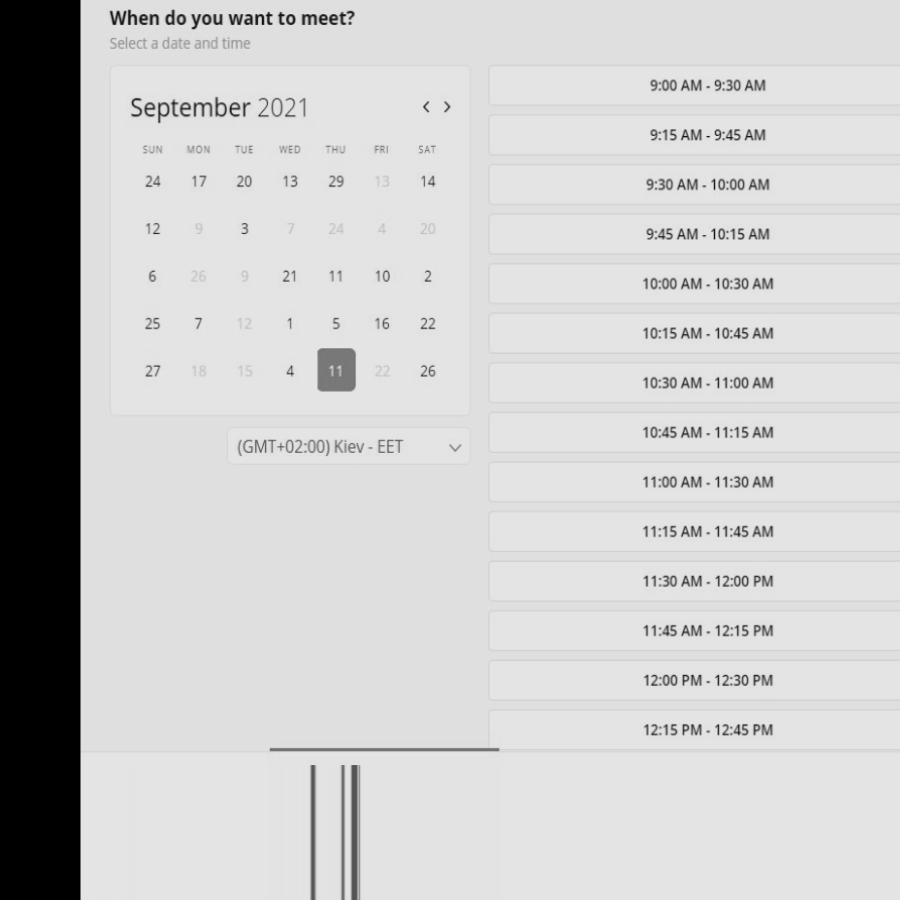 When do you want to meet?
Select a date and time
September 2021
SUN MON TUE WED THU FRI SAT
24 17 20 13 29 13 14
12 9 3 7 24 4 20
6 26 9 21 11 10 2
25 7 12 1 5 16 22
27 18 15 4 11 22 26
(GMT+02:00) Kiev - EET
9:00 AM - 9:30 AM
9:15 AM - 9:45 AM
9:30 AM - 10:00 AM
9:45 AM - 10:15 AM
10:00 AM - 10:30 AM
10:15 AM - 10:45 AM
10:30 AM - 11:00 AM
10:45 AM - 11:15 AM
11:00 AM - 11:30 AM
11:15 AM - 11:45 AM
11:30 AM - 12:00 PM
11:45 AM - 12:15 PM
12:00 PM - 12:30 PM
12:15 PM - 12:45 PM